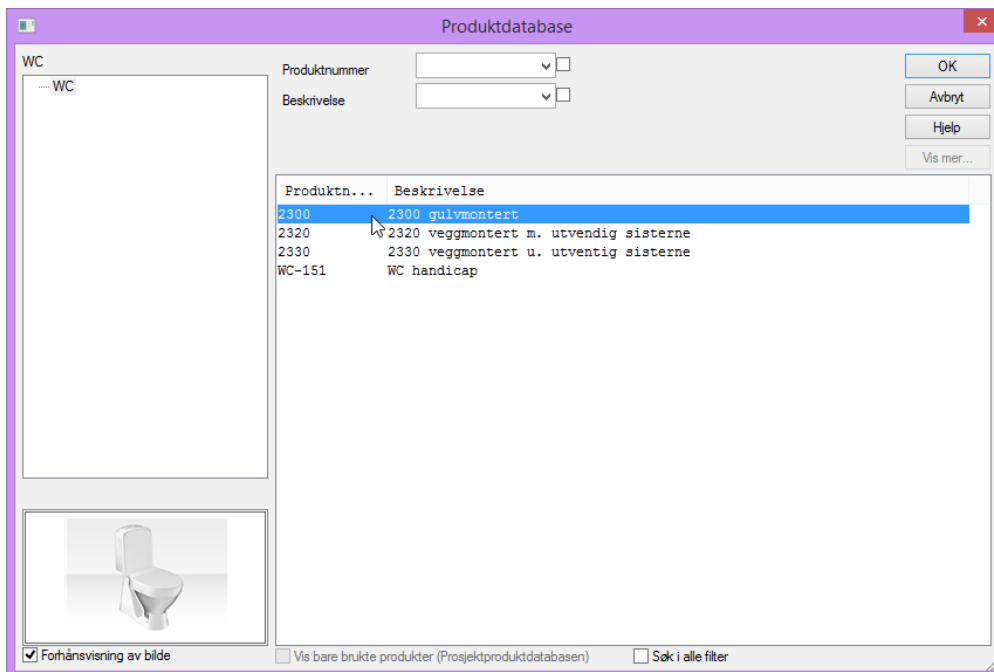 Produktdatabase
WC
WC
Produktnummer
Beskrivelse
OK
Avbryt
Hjelp
Vis mer...
Produktn... Beskrivelse
2300 2300 gulvmontert
2320 2320 veggmontert m. utvendig sisterne
2330 2330 veggmontert u. utventig sisterne
WC-151 WC handicap
Forhånsvisning av bilde
Vis bare brukte produkter (Prosjektproduktdatabasen)
Søk i alle filter